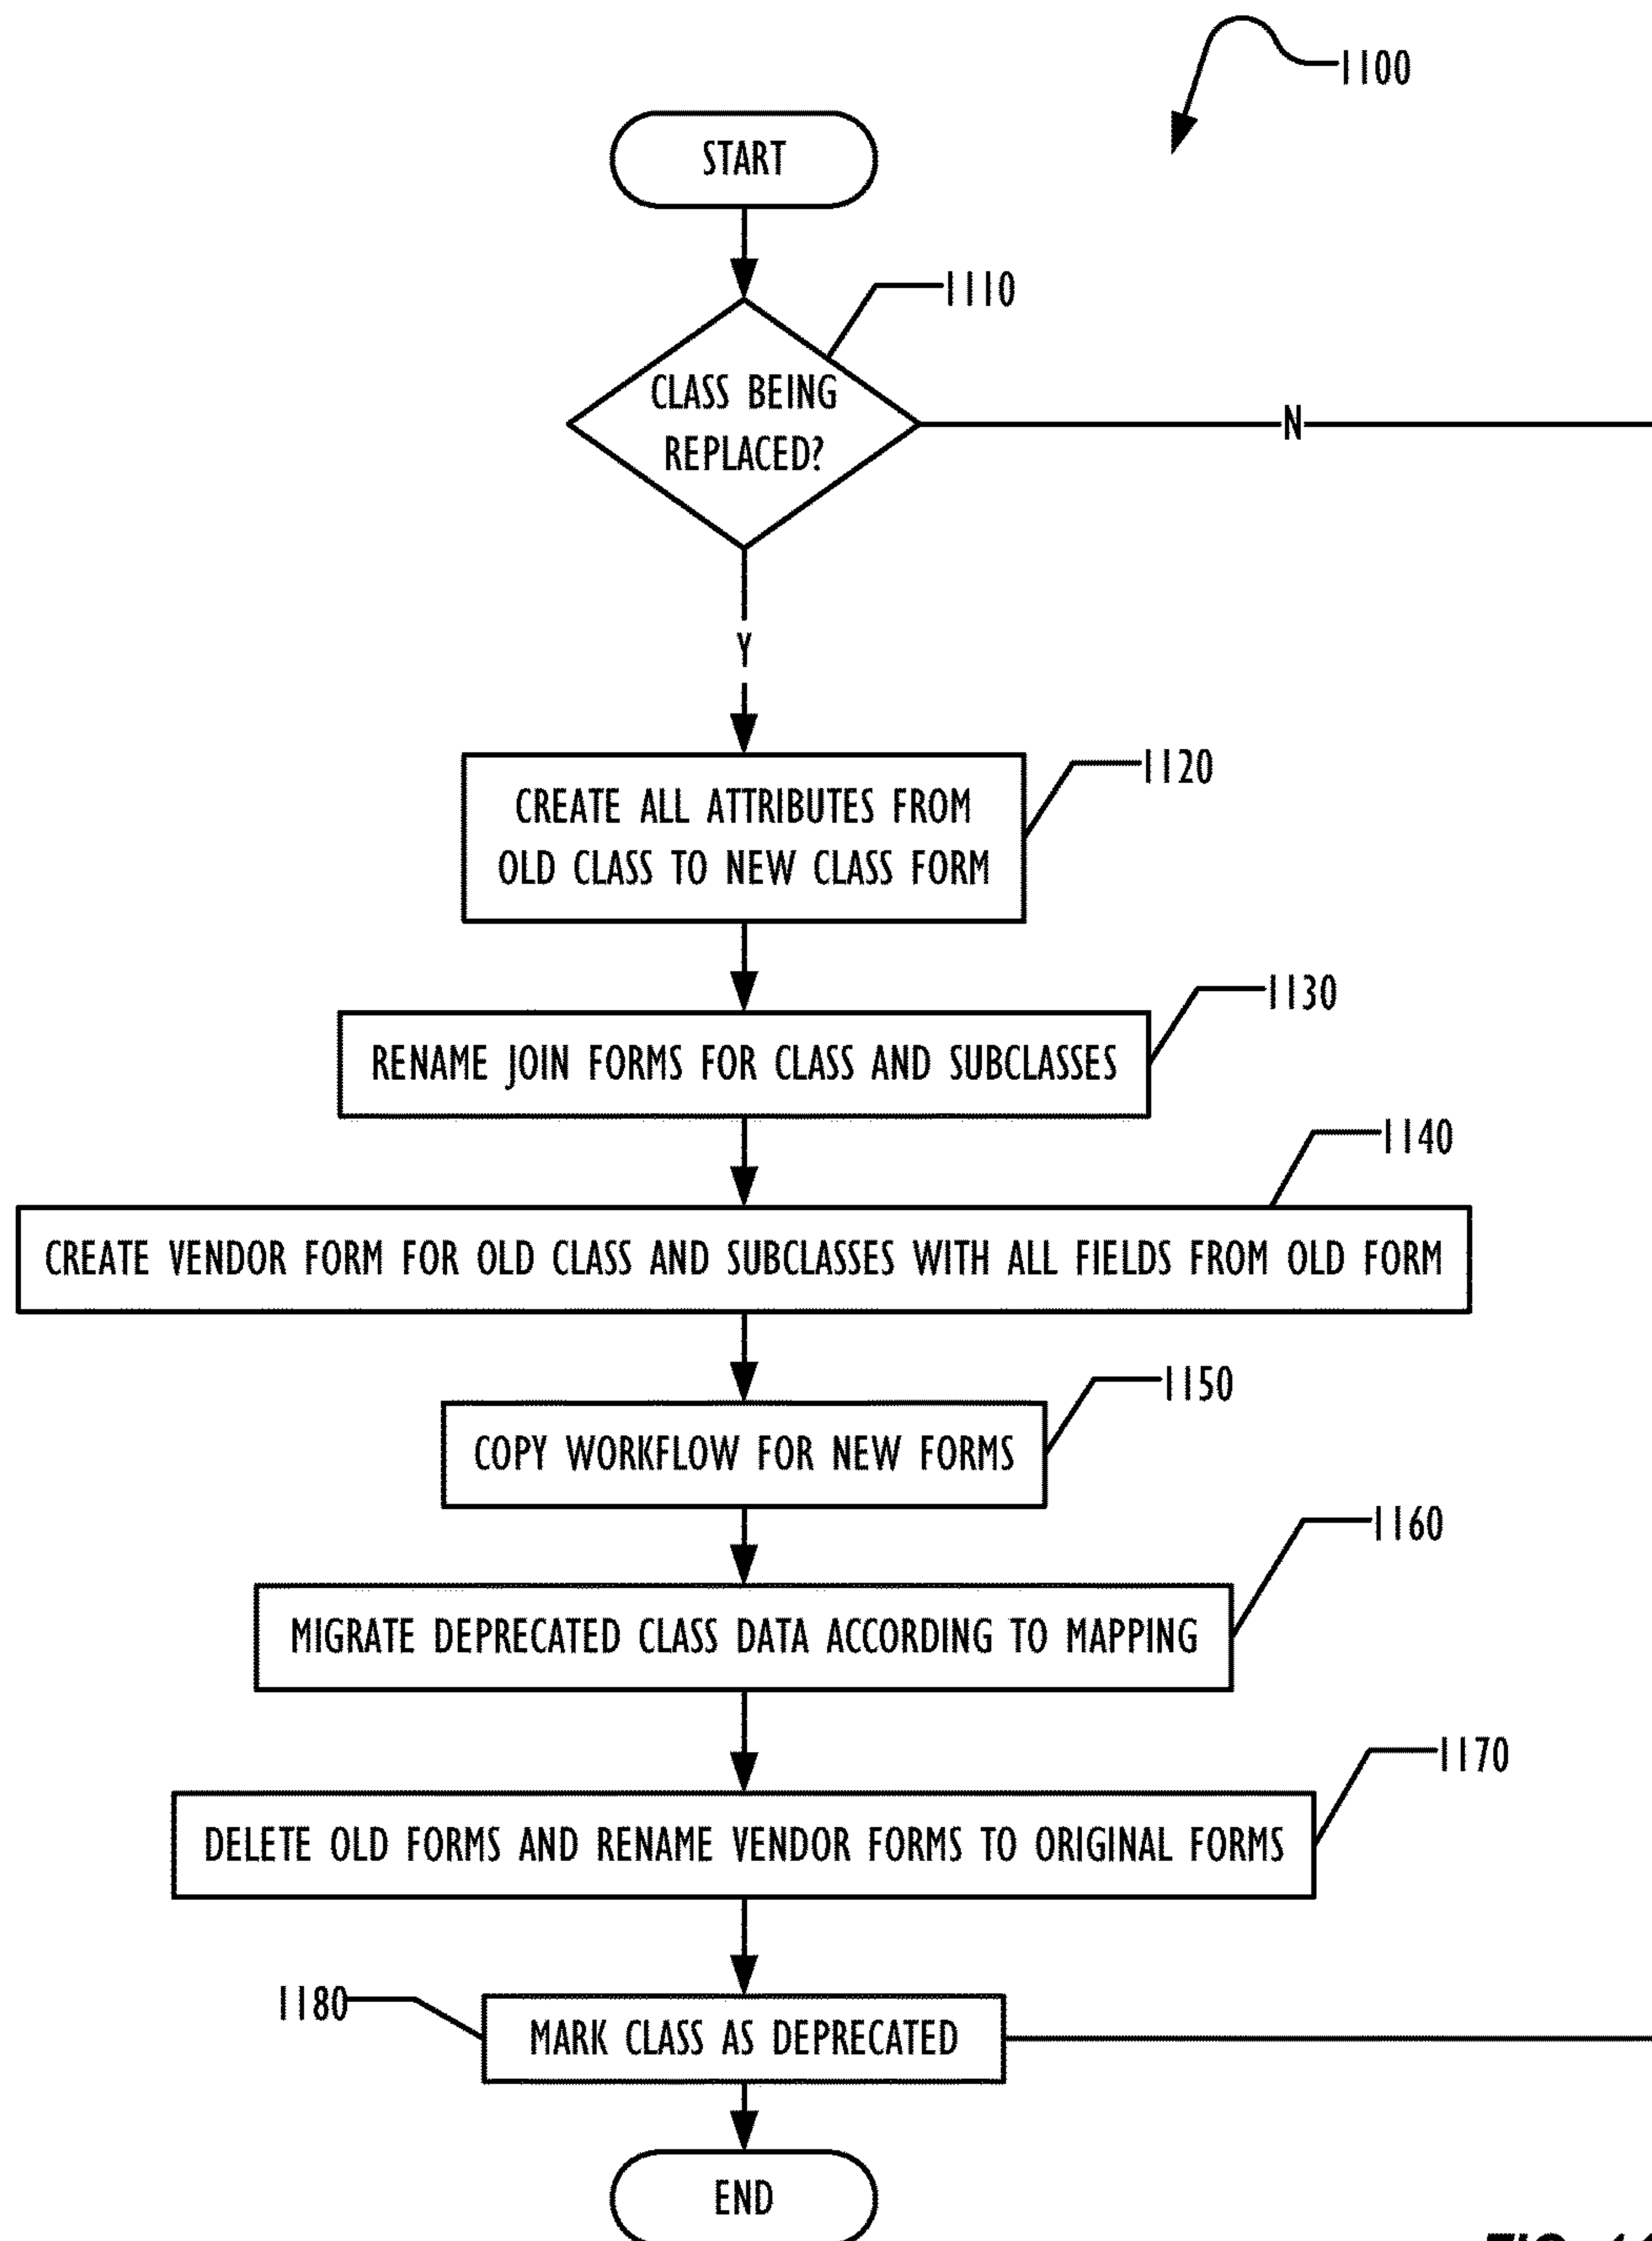 1100
START
1110
CLASS BEING
REPLACED?
N
Y
1120
CREATE ALL ATTRIBUTES FROM
OLD CLASS TO NEW CLASS FORM
1130
RENAME JOIN FORMS FOR CLASS AND SUBCLASSES
1140
CREATE VENDOR FORM FOR OLD CLASS AND SUBCLASSES WITH ALL FIELDS FROM OLD FORM
1150
COPY WORKFLOW FOR NEW FORMS
1160
MIGRATE DEPRECATED CLASS DATA ACCORDING TO MAPPING
1170
DELETE OLD FORMS AND RENAME VENDOR FORMS TO ORIGINAL FORMS
1180
MARK CLASS AS DEPRECATED
END